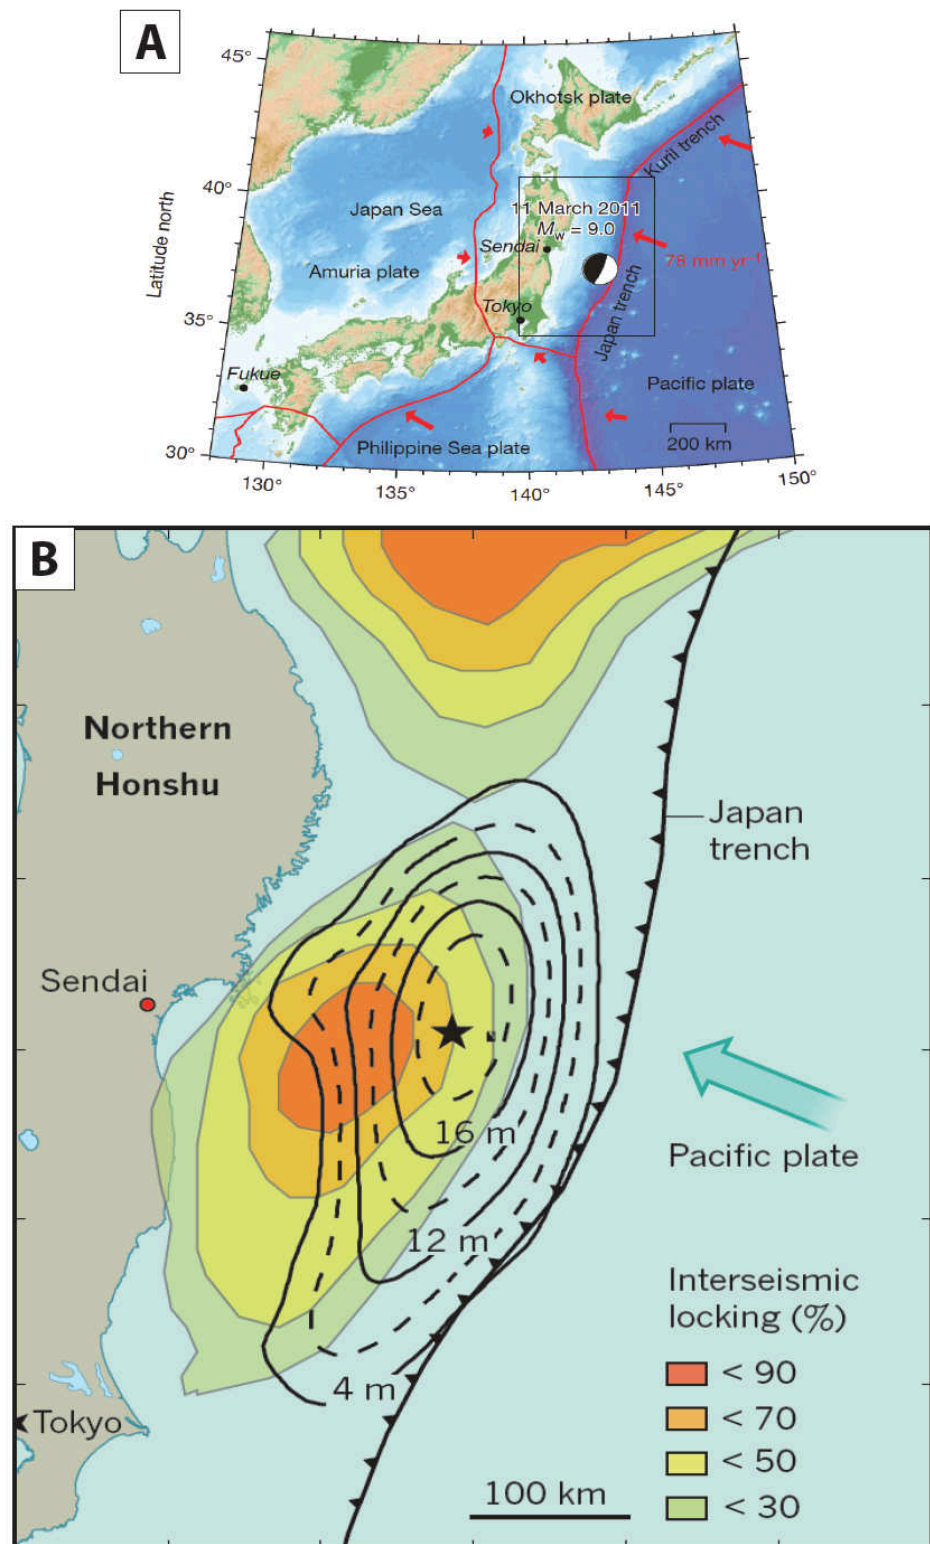 A
45°
40°
35°
30°
Latitude north
Okhotsk plate
Kuril trench
11 March 2011
Mw = 9.0
Japan Sea
Sendai
78 mm yr⁻¹
Amuria plate
Tokyo
Japan trench
Fukue
Pacific plate
Philippine Sea plate
200 km
130°
135°
140°
145°
150°
B
Northern
Honshu
Japan
trench
Sendai
16 m
Pacific plate
12 m
Interseismic
locking (%)
4 m
< 90
< 70
< 50
< 30
Tokyo
100 km